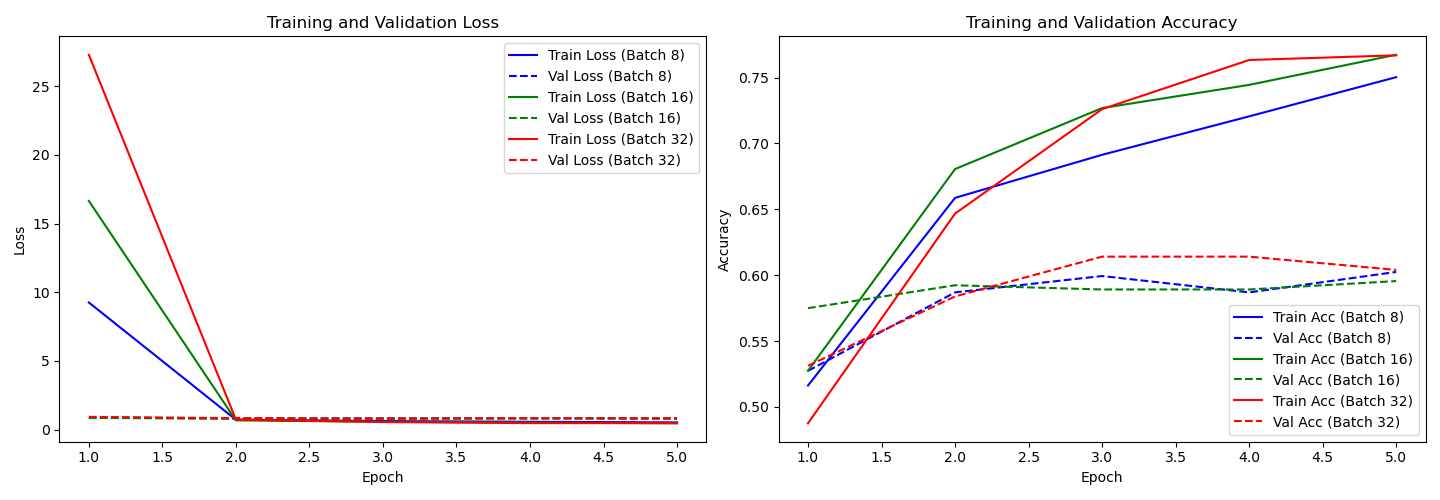 Training and Validation Loss
Loss
25
20
15
10
5
0
Train Loss (Batch 8)
Val Loss (Batch 8)
Train Loss (Batch 16)
Val Loss (Batch 16)
Train Loss (Batch 32)
Val Loss (Batch 32)
1.0 1.5 2.0 2.5 3.0 3.5 4.0 4.5 5.0
Epoch
Training and Validation Accuracy
Accuracy
0.75
0.70
0.65
0.60
0.55
0.50
Train Acc (Batch 8)
Val Acc (Batch 8)
Train Acc (Batch 16)
Val Acc (Batch 16)
Train Acc (Batch 32)
Val Acc (Batch 32)
1.0 1.5 2.0 2.5 3.0 3.5 4.0 4.5 5.0
Epoch